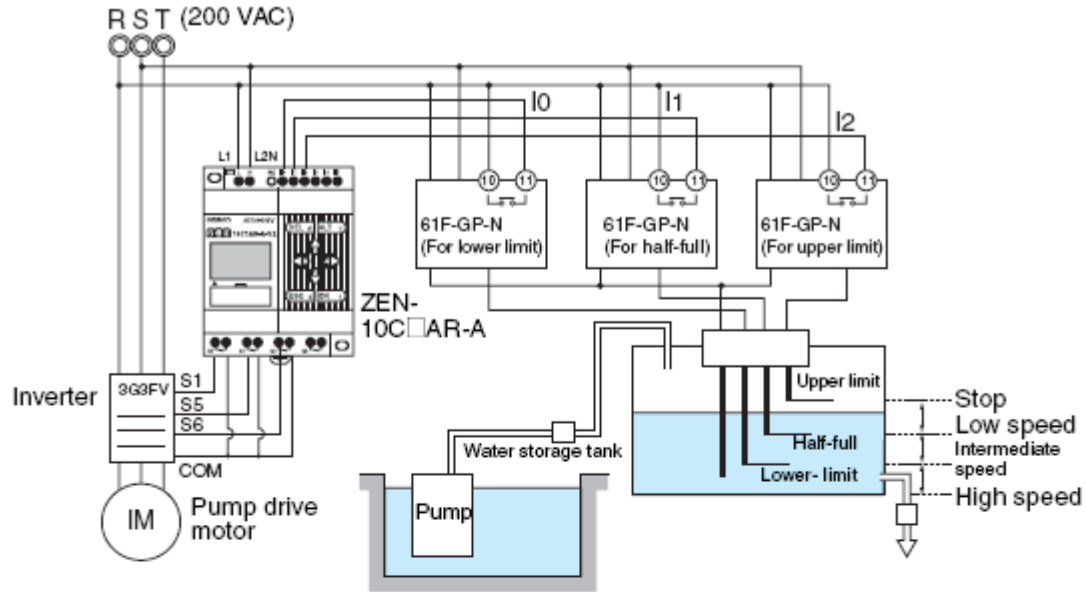 R S T (200 VAC)
I0
I1
I2
L1
L2N
10
11
10
11
10
11
61F-GP-N
(For lower limit)
61F-GP-N
(For half-full)
61F-GP-N
(For upper limit)
ZEN-
10C□AR-A
Inverter
3G3FV
S1
S5
S6
COM
IM
Pump drive
motor
Water storage tank
Pump
Upper limit
Half-full
Lower- limit
Stop
Low speed
Intermediate
speed
High speed